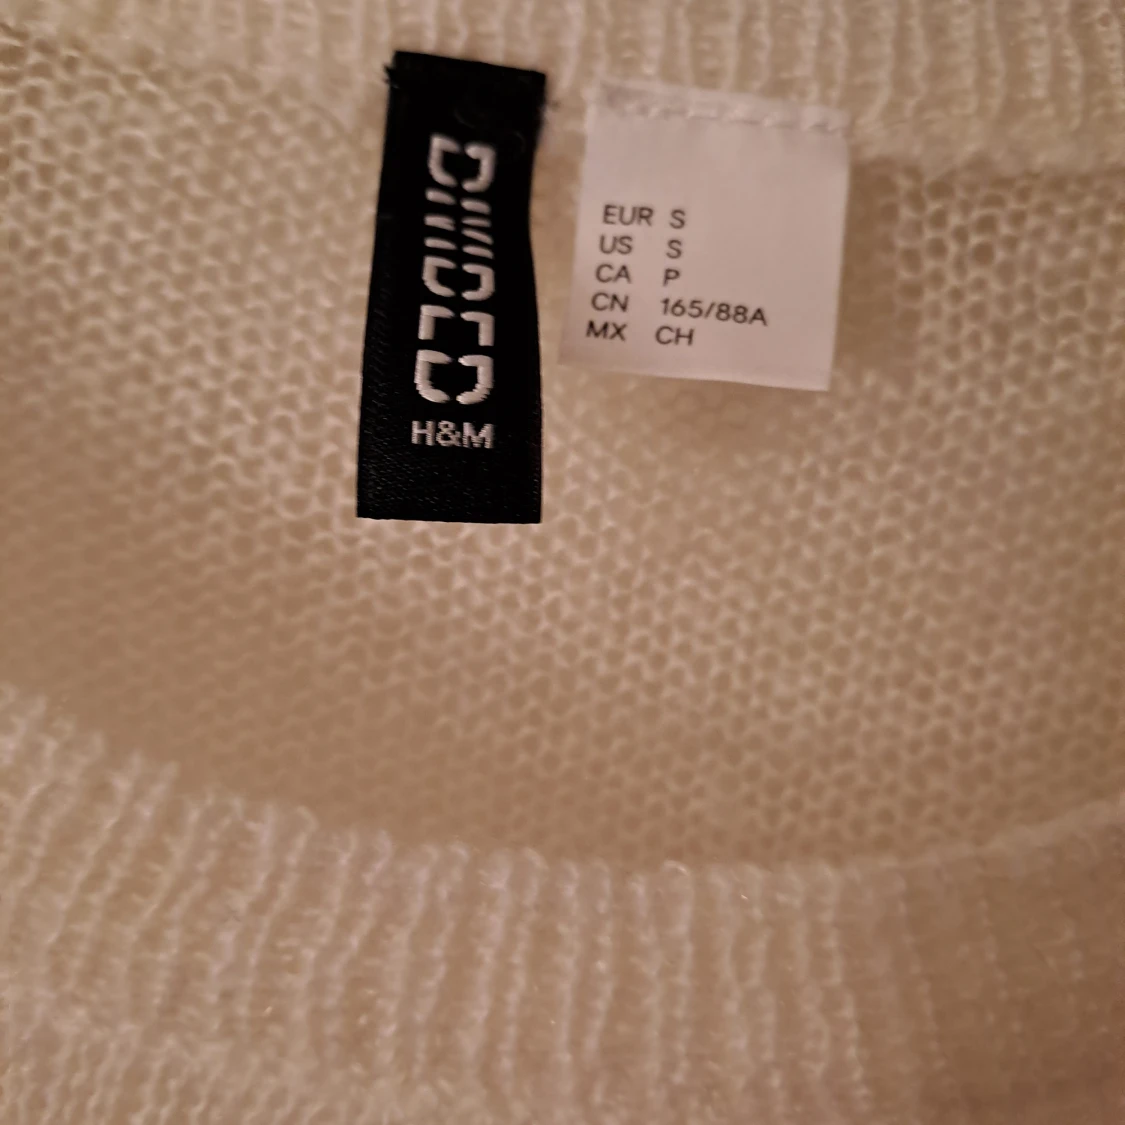 DIVIDED
H&M
EUR S
US S
CA P
CN 165/88A
MX CH